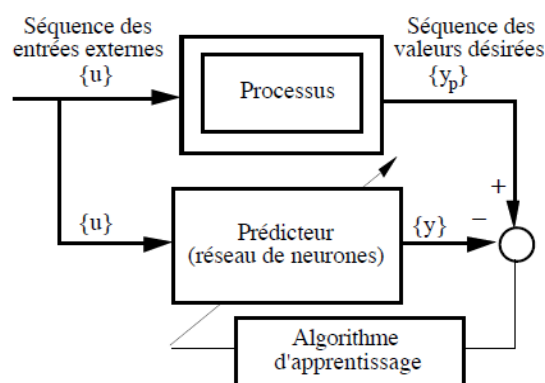 Séquence des
entrées externes
{u}
Processus
Séquence des
valeurs désirées
{yp}
+
{u}
Prédicteur
(réseau de neurones)
{y}
−
Algorithme
d'apprentissage